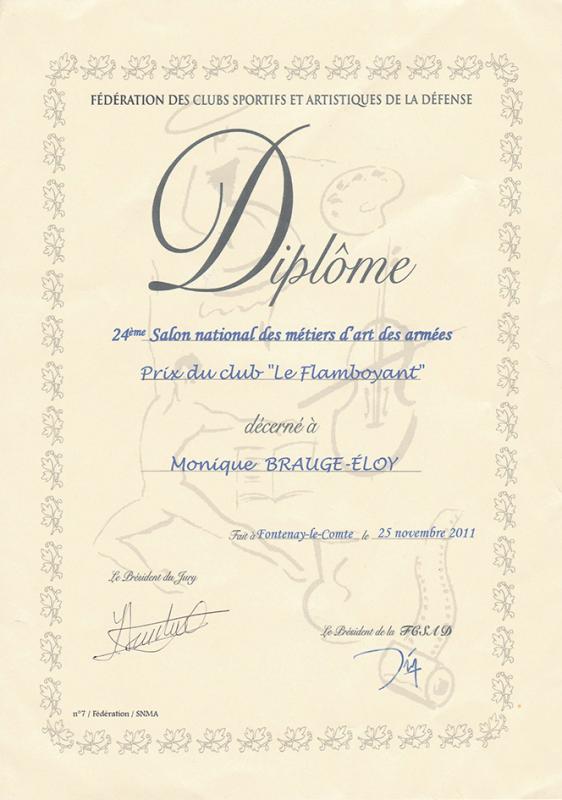 FÉDÉRATION DES CLUBS SPORTIFS ET ARTISTIQUES DE LA DÉFENSE
Diplôme
24ème Salon national des métiers d'art des armées
Prix du club "Le Flamboyant"
décerné à
Monique BRAUGE-ÉLOY
Fait à Fontenay-le-Comte le 25 novembre 2011
Le Président du Jury
Le Président de la FCSAD
n°7 / Fédération / SNMA